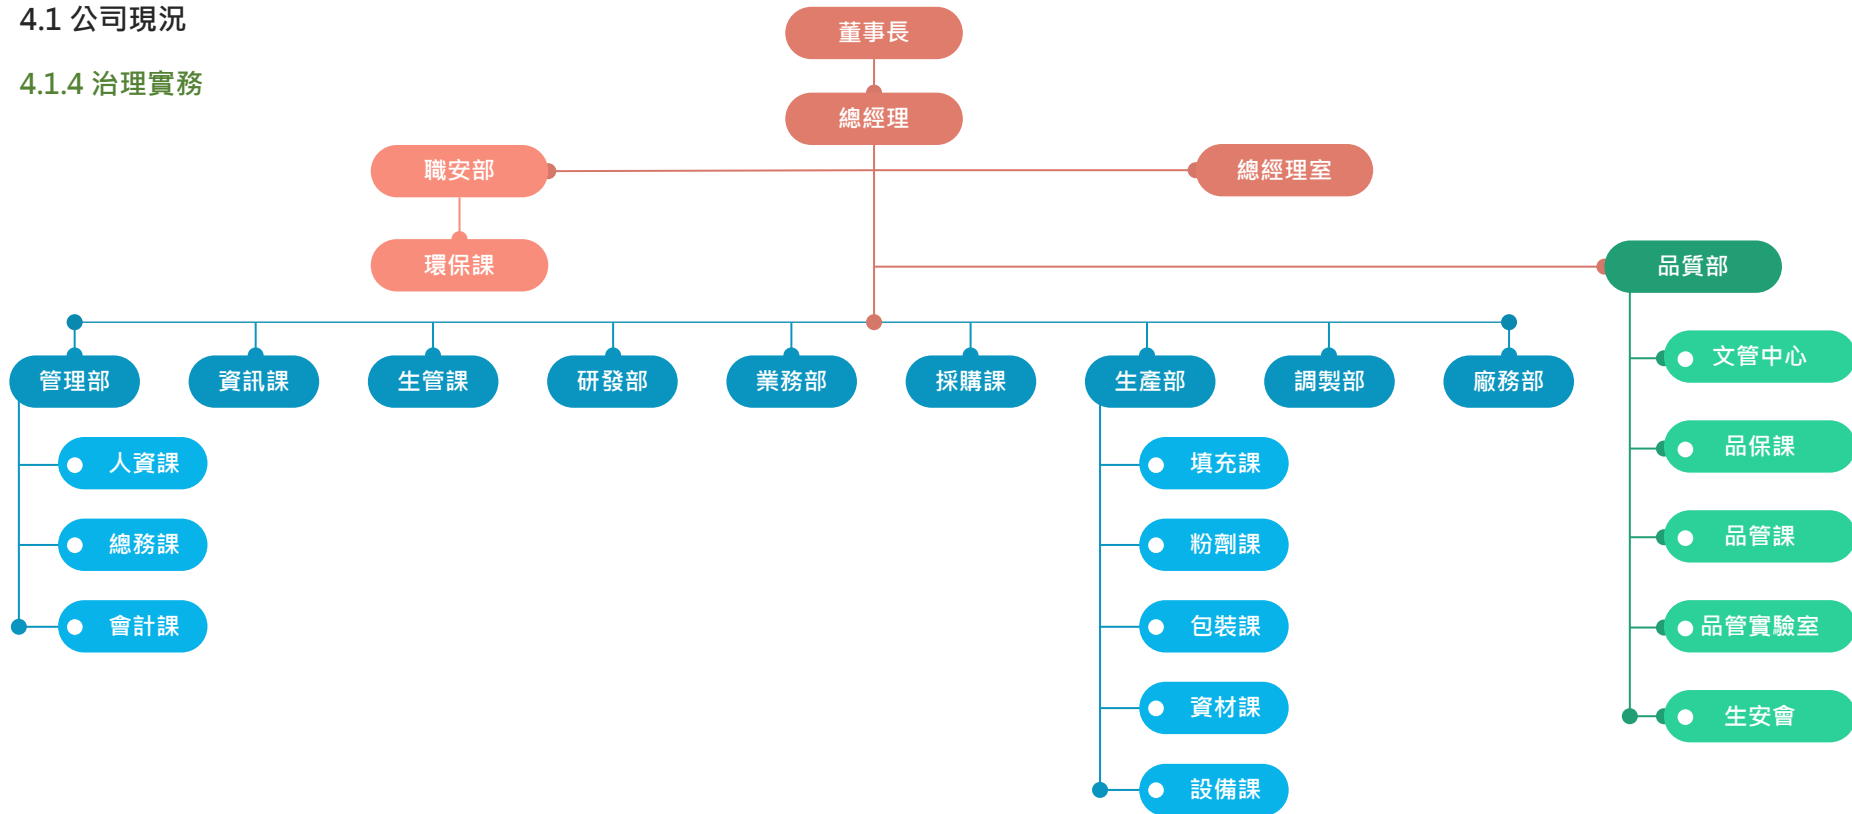 4.1 公司現況
4.1.4 治理實務
董事長
總經理
職安部
總經理室
環保課
品質部
管理部
資訊課
生管課
研發部
業務部
採購課
生產部
調製部
廠務部
人資課
總務課
會計課
填充課
粉劑課
包裝課
資材課
設備課
文管中心
品保課
品管課
品管實驗室
生安會